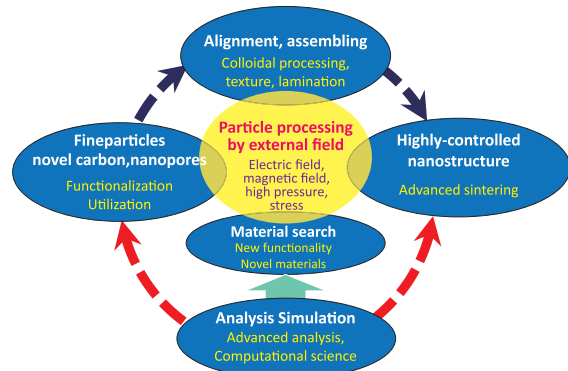 Alignment, assembling
Colloidal processing,
texture, lamination
Particle processing
by external field
Electric field,
magnetic field,
high pressure,
stress
Fineparticles
novel carbon,nanopores
Functionalization
Utilization
Highly-controlled
nanostructure
Advanced sintering
Material search
New functionality
Novel materials
Analysis Simulation
Advanced analysis,
Computational science